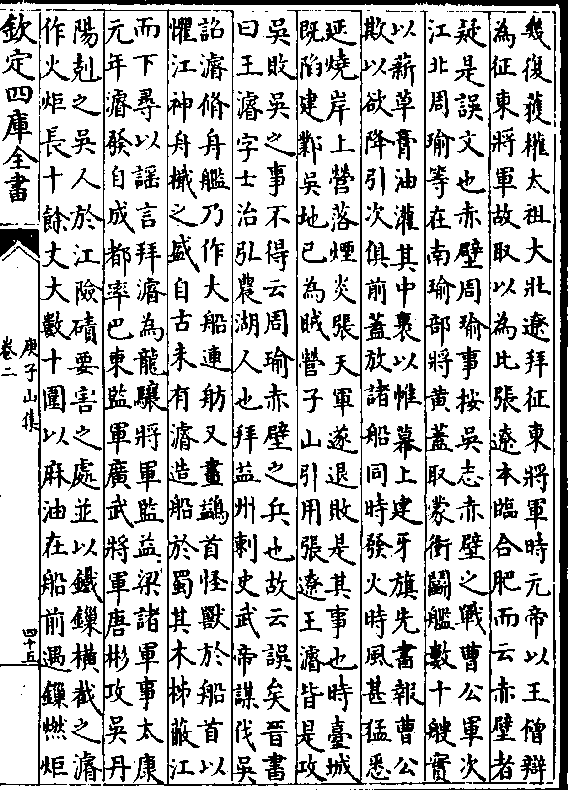 幾復獲權太祖大壯遼拜征東將軍時元帝以王僧辯
為征東將軍故取以為比張遼本臨合肥而云赤壁者
疑是誤文也赤壁周瑜事按吳志赤壁之戰曹公軍次
江北周瑜等在南瑜部將黃蓋取蒙衝鬬艦數十艘實
以薪草膏油灌其中裹以帷幕上建牙旗先書報曹公
欺以欲降引次俱前蓋放諸船同時發火時風甚猛悉
延燒岸上營落煙炎張天軍遂退敗是其事也時臺城
既陷建鄴吳地已為賊營子山引用張遼王濬皆是攻
吳敗吳之事不得云周瑜赤壁之兵也故云誤矣晉書
曰王濬字士治弘農湖人也拜益州刺史武帝謀伐吳
詔濬脩舟艦乃作大船連舫又畫鷁首怪獸於船首以
懼江神舟檝之盛自古未有濬造船於蜀其木柹蔽江
而下尋以謠言拜濬為龍驤將軍監益梁諸軍事太康
元年濬發自成都率巴東監軍廣武將軍唐彬攻吳丹
陽剋之吳人於江險磧要害之處並以鐵鏁橫截之濬
作火炬長十餘丈大數十圍以麻油在船前遇鏁燃炬
欽定四庫全書
庾子山集
卷二
四十五